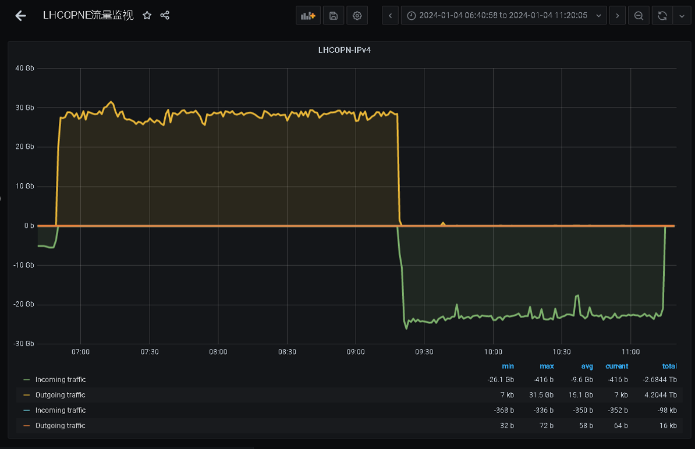 LHCOPNE流量监视
2024-01-04 06:40:58 to 2024-01-04 11:20:05
LHCOPN-IPv4
40 Gb
30 Gb
20 Gb
10 Gb
0 b
-10 Gb
-20 Gb
-30 Gb
07:00 07:30 08:00 08:30 09:00 09:30 10:00 10:30 11:00
min max avg current total
Incoming traffic -26.1 Gb -416 b -9.6 Gb -416 b -2.6844 Tb
Outgoing traffic 7 kb 31.5 Gb 15.1 Gb 7 kb 4.2044 Tb
Incoming traffic -368 b -336 b -350 b -352 b -98 kb
Outgoing traffic 32 b 72 b 58 b 64 b 16 kb